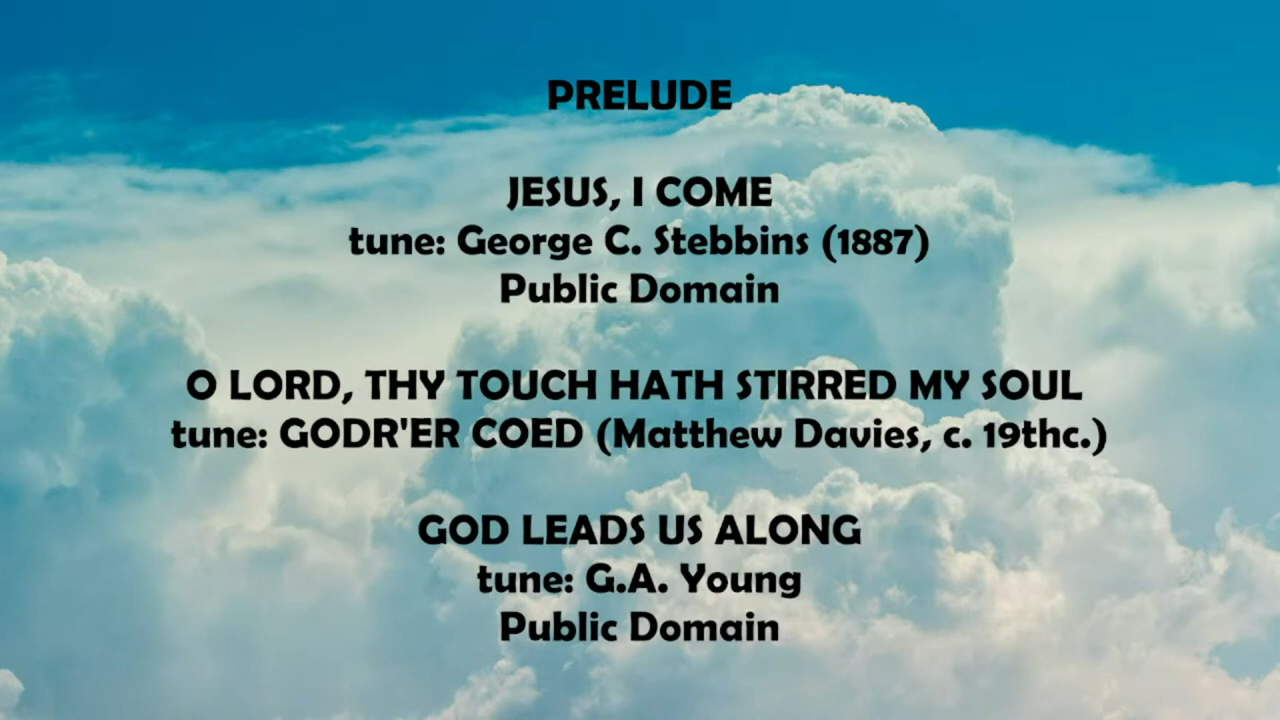 PRELUDE
JESUS, I COME
tune: George C. Stebbins (1887)
Public Domain
O LORD, THY TOUCH HATH STIRRED MY SOUL
tune: GODR'ER COED (Matthew Davies, c. 19thc.)
GOD LEADS US ALONG
tune: G.A. Young
Public Domain